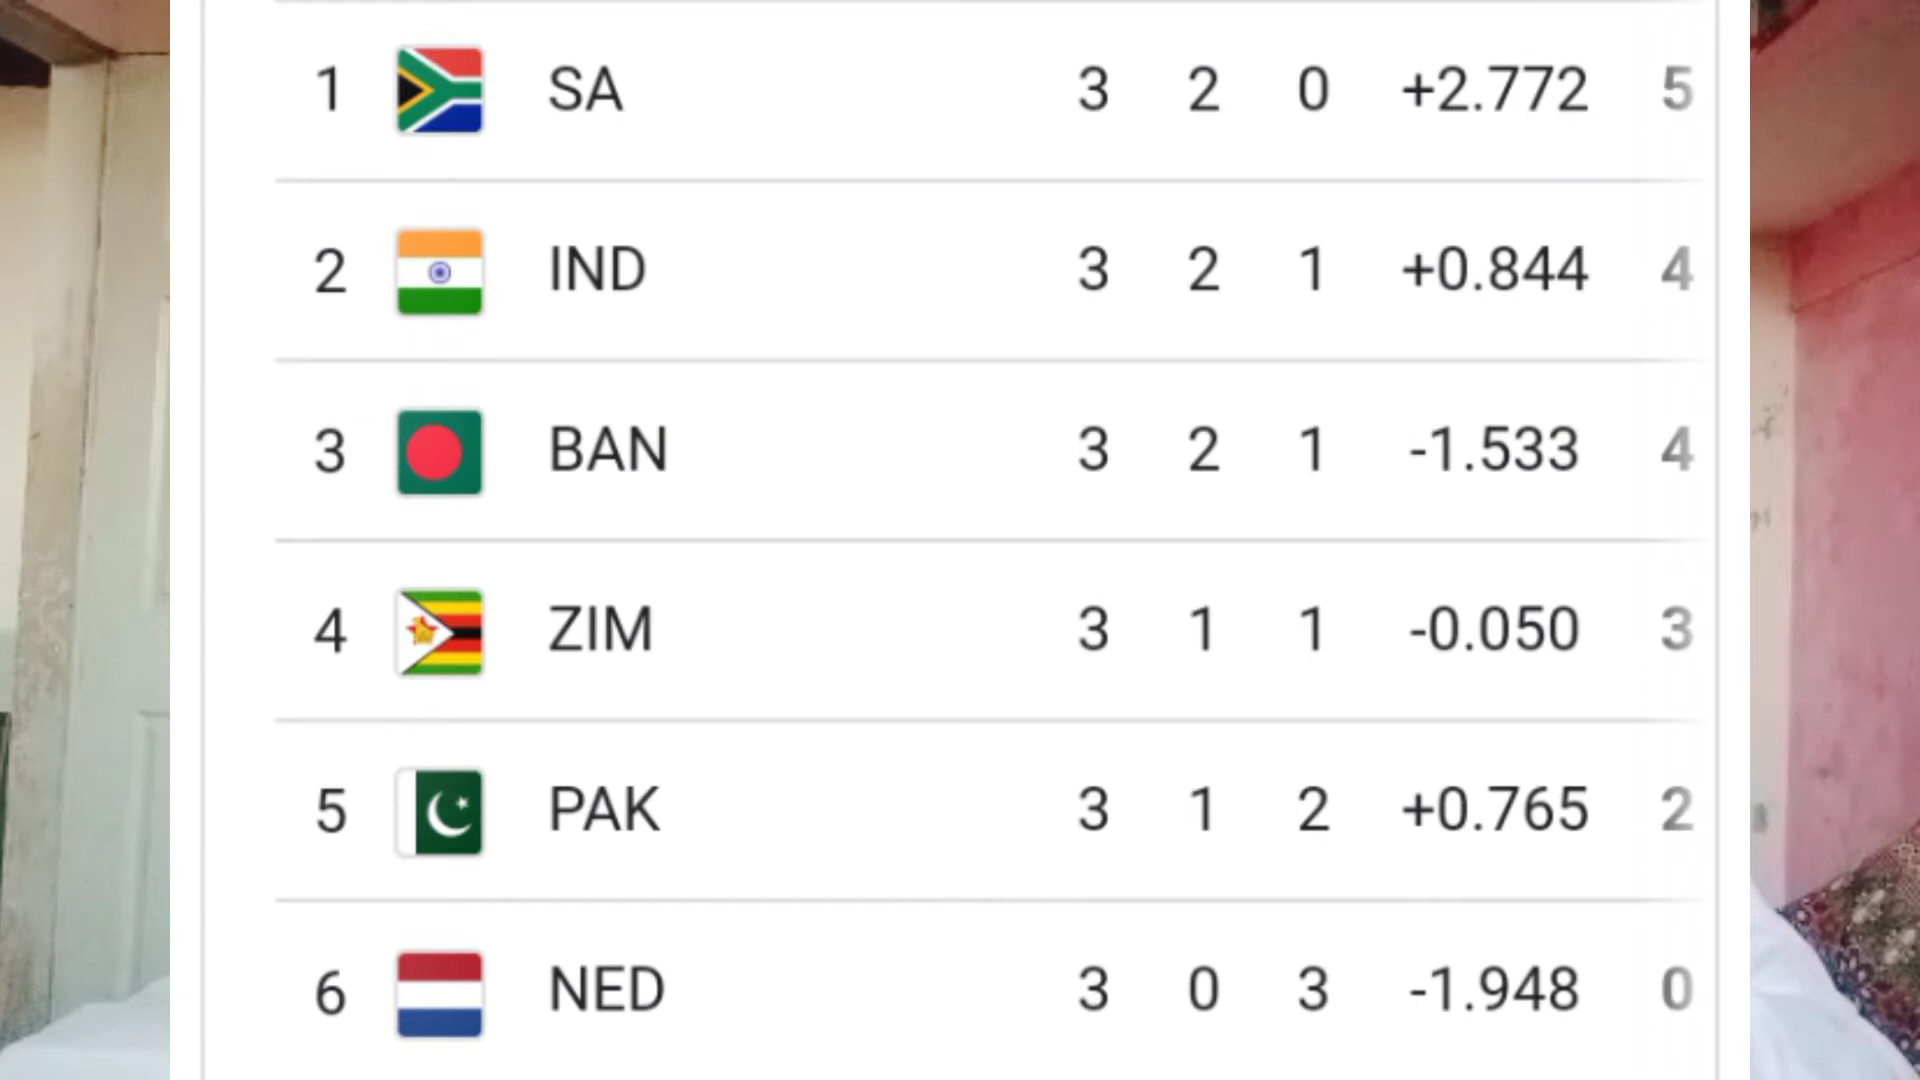 1 SA 3 2 0 +2.772 5
2 IND 3 2 1 +0.844 4
3 BAN 3 2 1 -1.533 4
4 ZIM 3 1 1 -0.050 3
5 PAK 3 1 2 +0.765 2
6 NED 3 0 3 -1.948 0